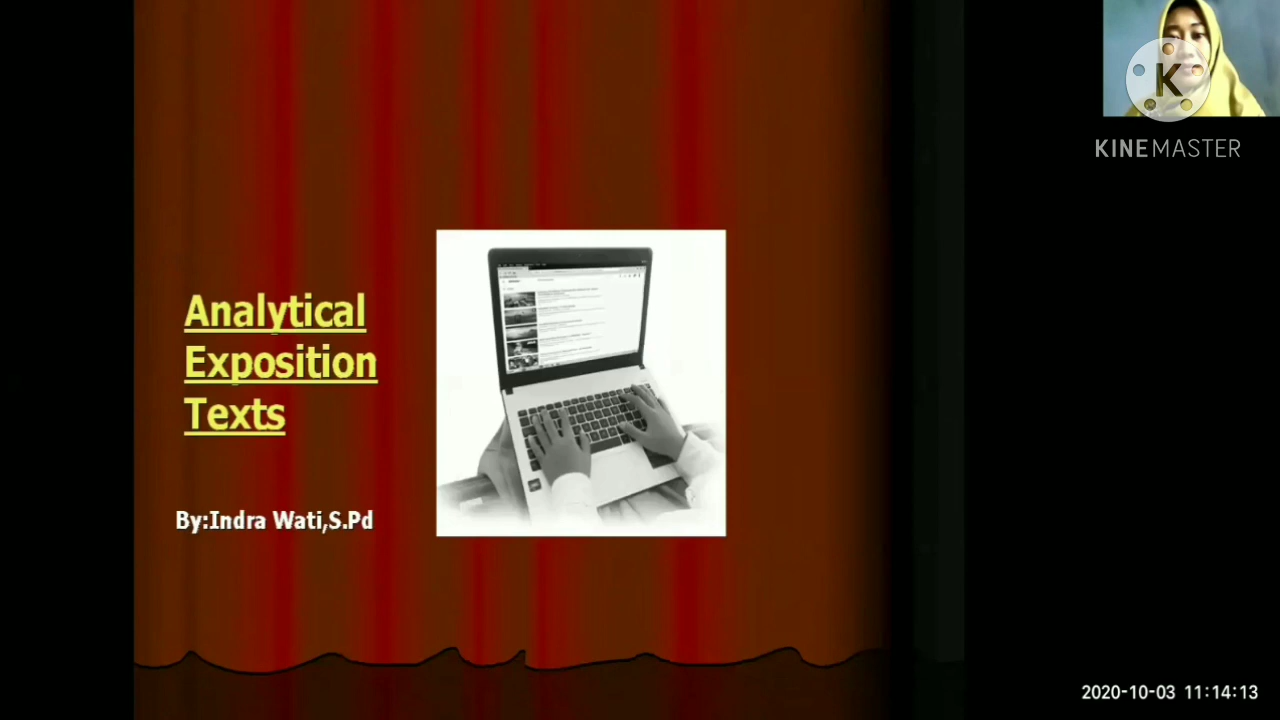 Analytical
Exposition
Texts
By:Indra Wati,S.Pd
K
KINEMASTER
2020-10-03 11:14:13